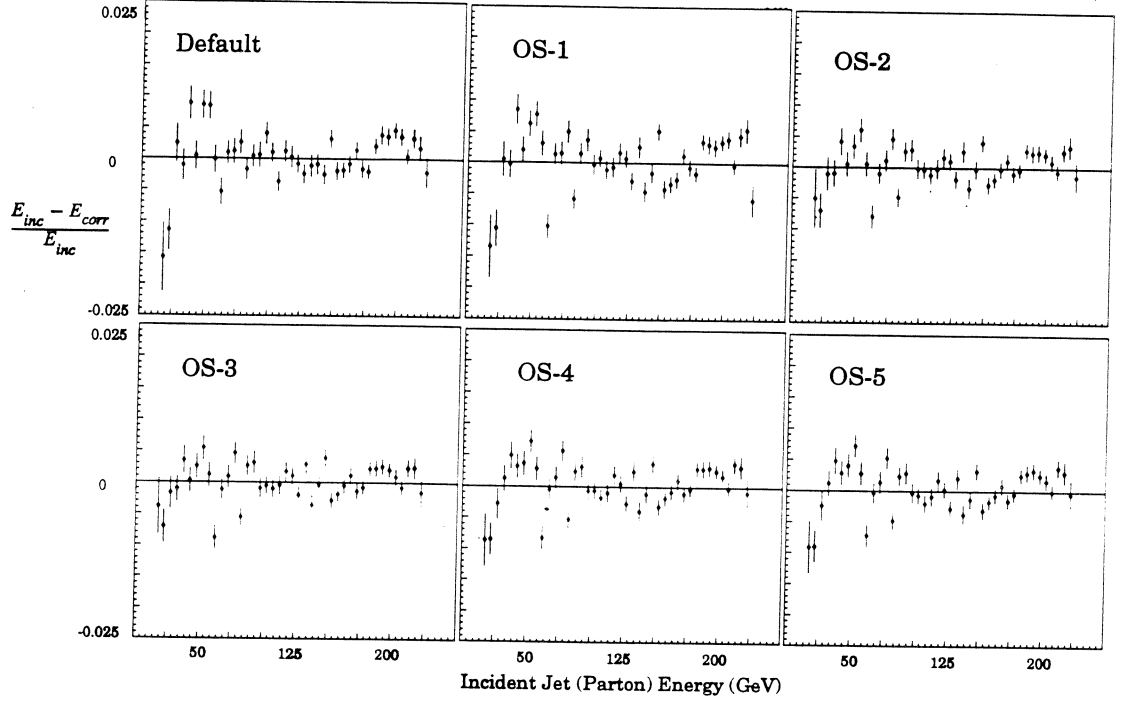 0.025
Default
OS-1
OS-2
0
E_inc − E_corr
E_inc
-0.025
0.025
OS-3
OS-4
OS-5
0
-0.025
50 125 200 50 125 200 50 125 200
Incident Jet (Parton) Energy (GeV)